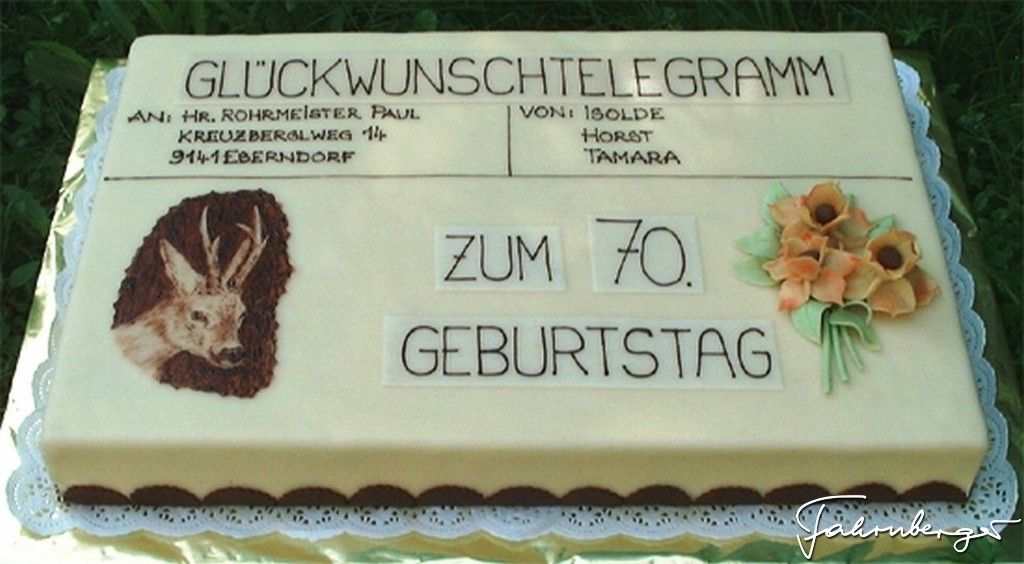 GLÜCKWUNSCHTELEGRAMM
AN: HR. ROHRMEISTER PAUL
KREUZBERGLWEG 14
9141 EBERNDORF
VON: ISOLDE
HORST
TAMARA
ZUM 70.
GEBURTSTAG
Fahrnberger